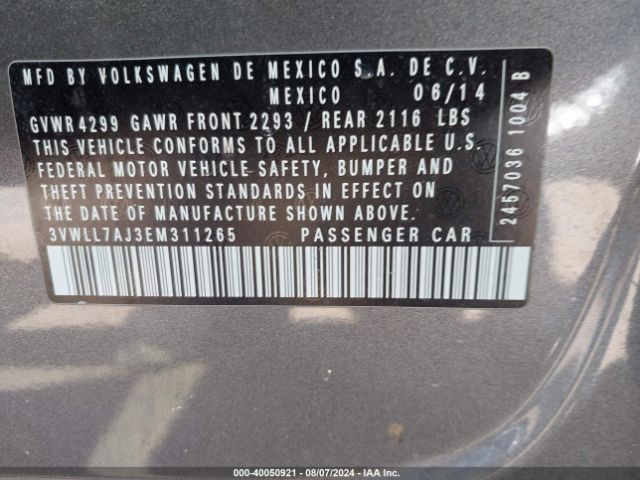 MFD BY VOLKSWAGEN DE MEXICO S.A. DE C.V.
MEXICO 06/14
GVWR 4299 GAWR FRONT 2293 / REAR 2116 LBS
THIS VEHICLE CONFORMS TO ALL APPLICABLE U.S.
FEDERAL MOTOR VEHICLE SAFETY, BUMPER AND
THEFT PREVENTION STANDARDS IN EFFECT ON
THE DATE OF MANUFACTURE SHOWN ABOVE.
3VWLL7AJ3EM311265 PASSENGER CAR
2457036 1004 B
000-40050921 - 08/07/2024 - IAA Inc.